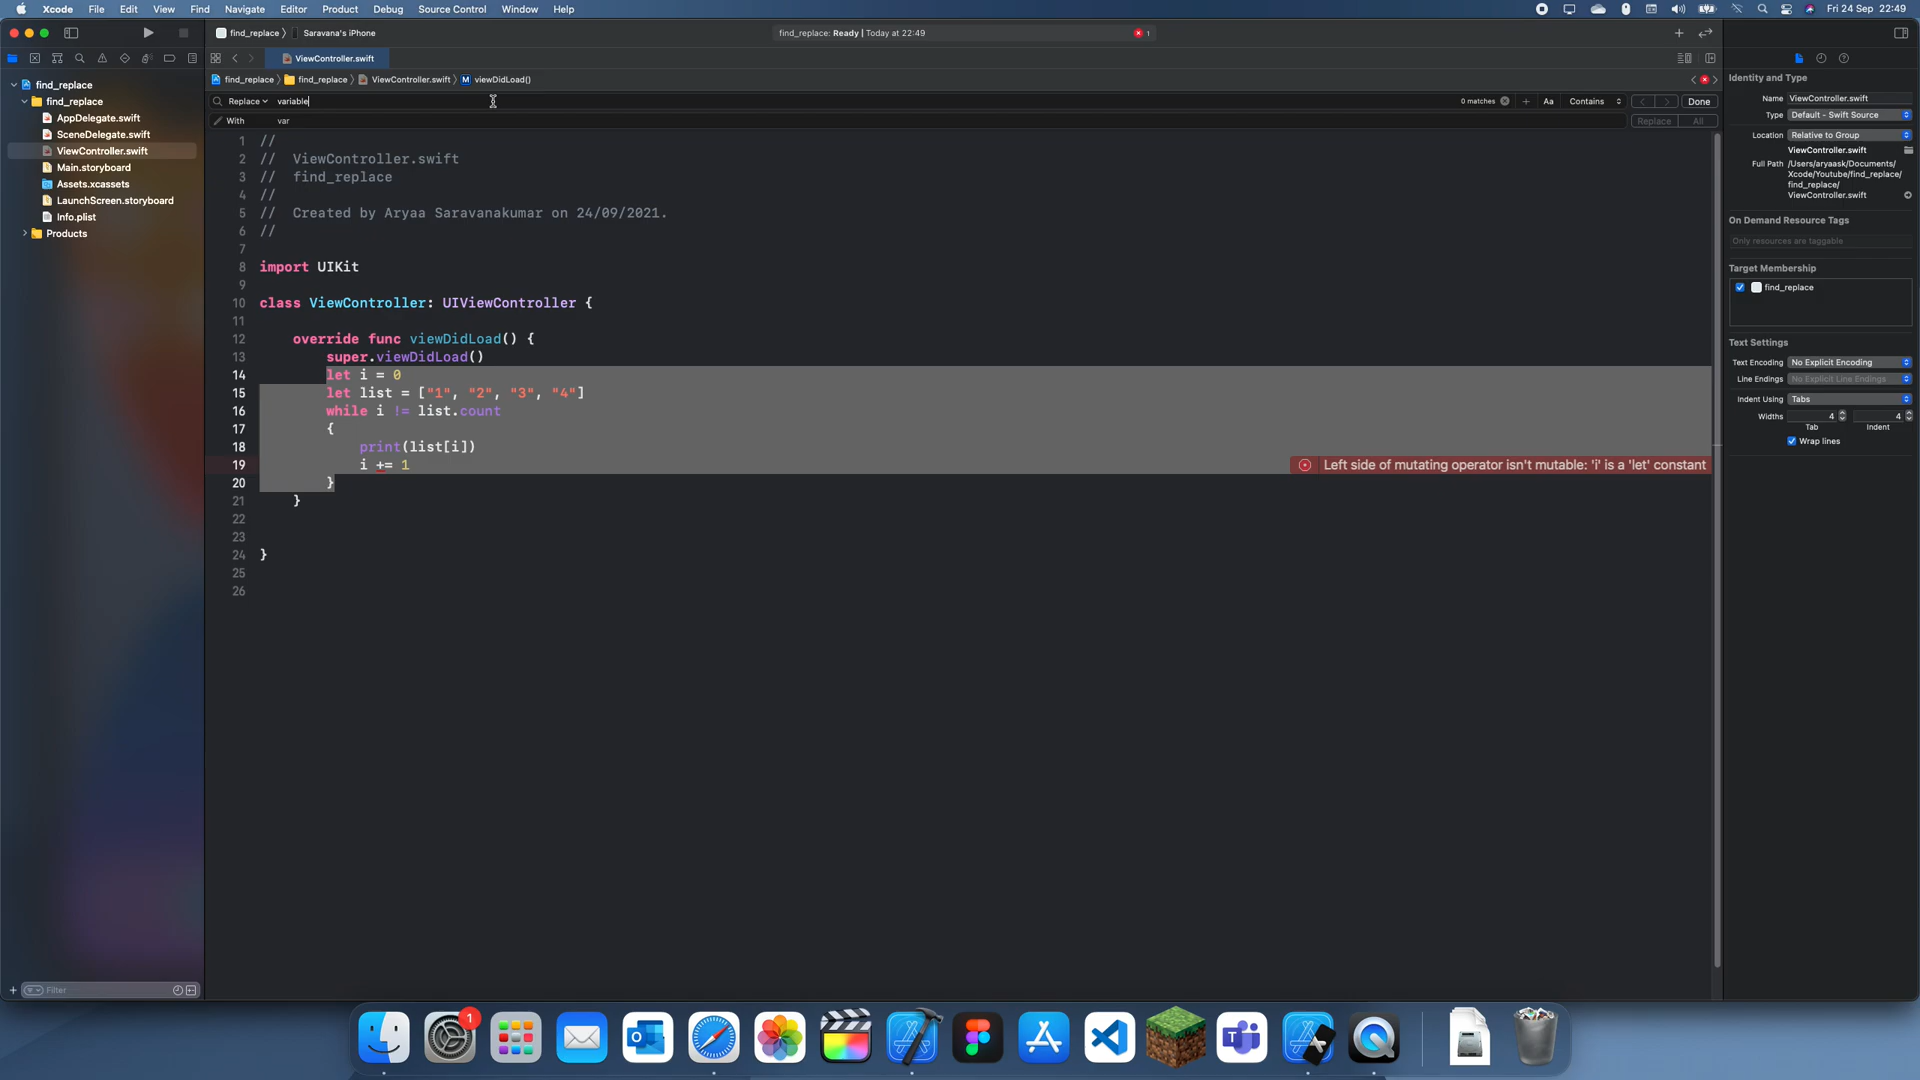 Xcode File Edit View Find Navigate Editor Product Debug Source Control Window Help Fri 24 Sep 22:49
find_replace Saravana's iPhone find_replace: Ready | Today at 22:49 1
ViewController.swift
find_replace find_replace ViewController.swift M viewDidLoad()
Replace variable 0 matches Aa Contains Done
With var Replace All
find_replace
find_replace
AppDelegate.swift
SceneDelegate.swift
ViewController.swift
Main.storyboard
Assets.xcassets
LaunchScreen.storyboard
Info.plist
Products
Filter
1 //
2 // ViewController.swift
3 // find_replace
4 //
5 // Created by Aryaa Saravanakumar on 24/09/2021.
6 //
7
8 import UIKit
9
10 class ViewController: UIViewController {
11
12 override func viewDidLoad() {
13 super.viewDidLoad()
14 let i = 0
15 let list = ["1", "2", "3", "4"]
16 while i != list.count
17 {
18 print(list[i])
19 i += 1 Left side of mutating operator isn't mutable: 'i' is a 'let' constant
20 }
21 }
22
23
24 }
25
26
Identity and Type
Name ViewController.swift
Type Default - Swift Source
Location Relative to Group
ViewController.swift
Full Path /Users/aryaask/Documents/
Xcode/Youtube/find_replace/
find_replace/
ViewController.swift
On Demand Resource Tags
Only resources are taggable
Target Membership
find_replace
Text Settings
Text Encoding No Explicit Encoding
Line Endings No Explicit Line Endings
Indent Using Tabs
Widths 4 4
Tab Indent
Wrap lines
1